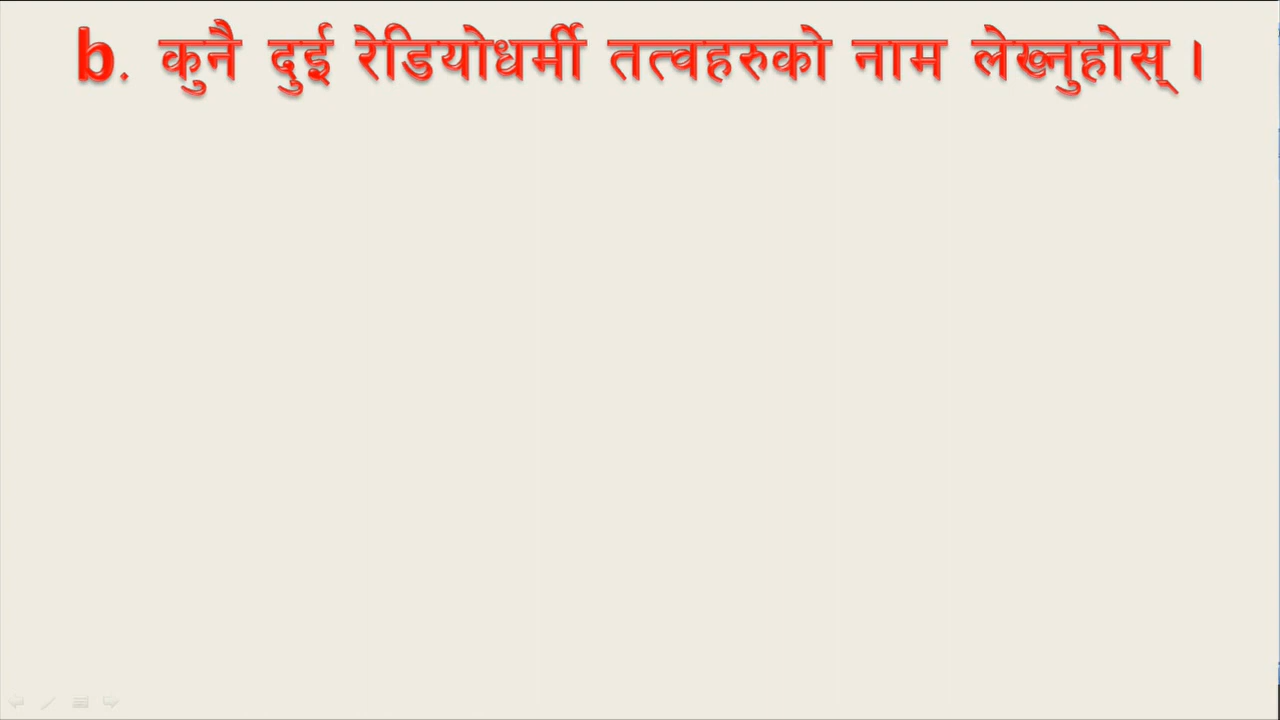 b. कुनै दुई रेडियोधर्मी तत्वहरुको नाम लेख्नुहोस् ।